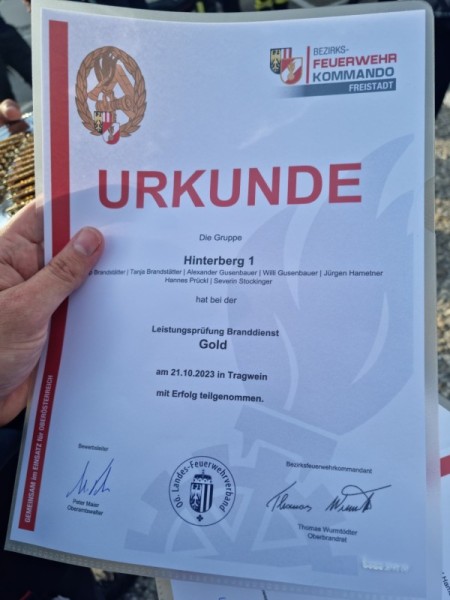 BEZIRKS-
FEUERWEHR
KOMMANDO
FREISTADT
URKUNDE
Die Gruppe
Hinterberg 1
Brandstätter | Tanja Brandstätter | Alexander Gusenbauer | Willi Gusenbauer | Jürgen Hametner
Hannes Prückl | Severin Stockinger
hat bei der
Leistungsprüfung Branddienst
Gold
am 21.10.2023 in Tragwein
mit Erfolg teilgenommen.
GEMEINSAM im EINSATZ für OBERÖSTERREICH
Bewerbsleiter
Peter Maier
Oberamtswalter
Oö. Landes-Feuerwehrverband
Bezirksfeuerwehrkommandant
Thomas Wurmtödter
Oberbrandrat